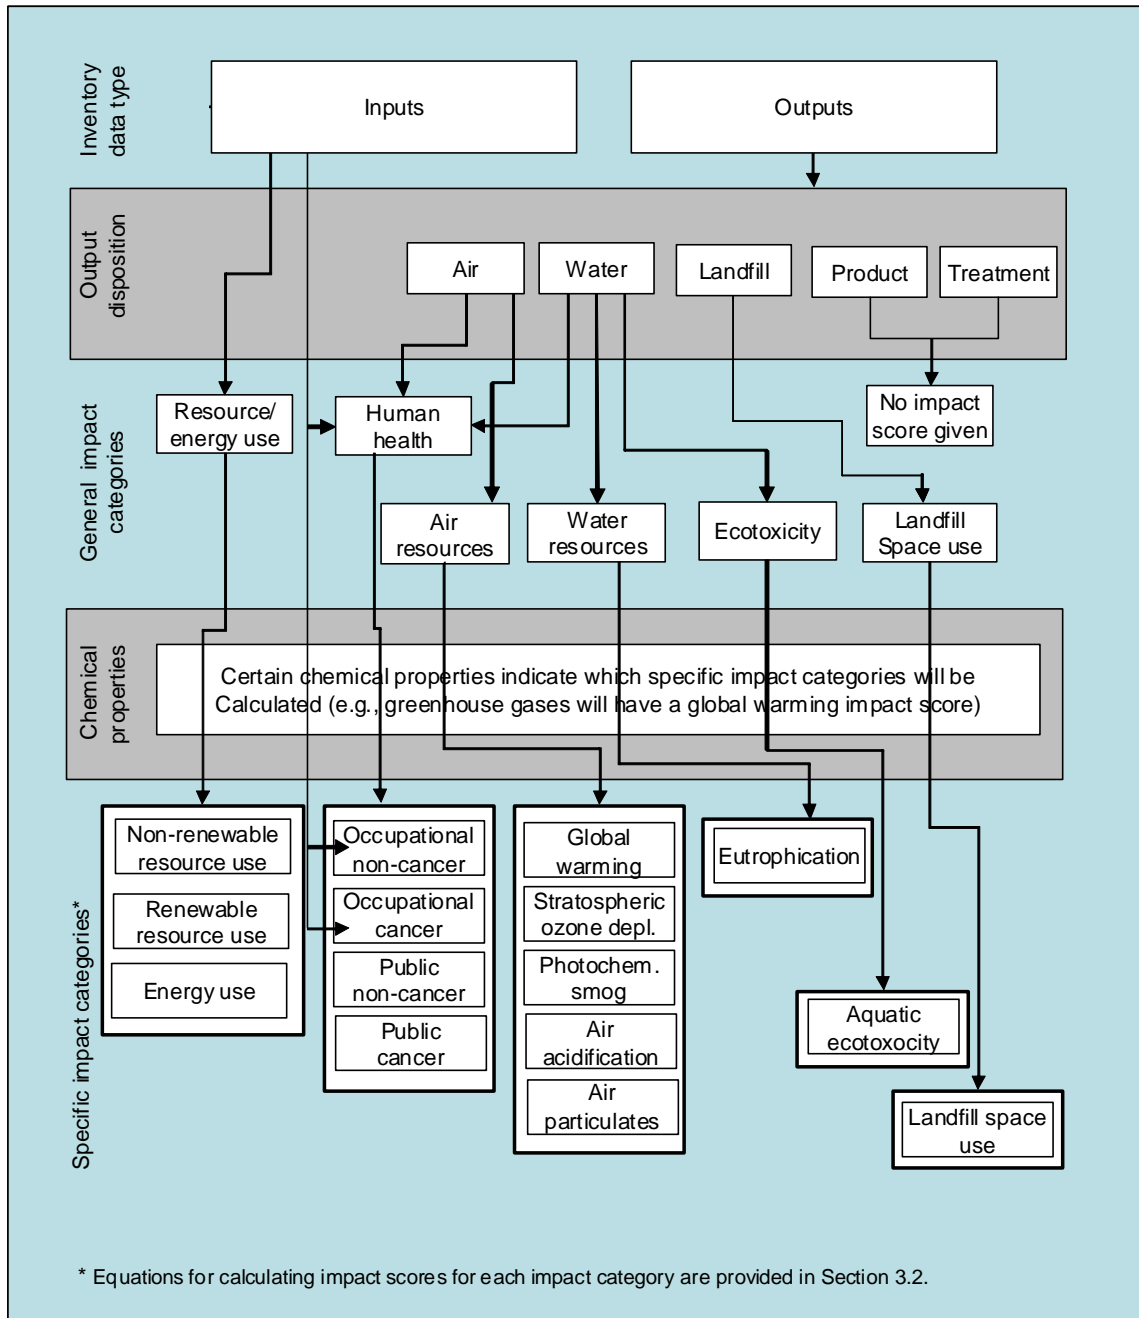 Inventory
data type
Inputs
Outputs
Output
disposition
Air
Water
Landfill
Product
Treatment
General impact
categories
Resource/
energy use
Human
health
No impact
score given
Air
resources
Water
resources
Ecotoxicity
Landfill
Space use
Chemical
properties
Certain chemical properties indicate which specific impact categories will be
Calculated (e.g., greenhouse gases will have a global warming impact score)
Specific impact categories*
Non-renewable
resource use
Renewable
resource use
Energy use
Occupational
non-cancer
Occupational
cancer
Public
non-cancer
Public
cancer
Global
warming
Stratospheric
ozone depl.
Photochem.
smog
Air
acidification
Air
particulates
Eutrophication
Aquatic
ecotoxocity
Landfill space
use
* Equations for calculating impact scores for each impact category are provided in Section 3.2.